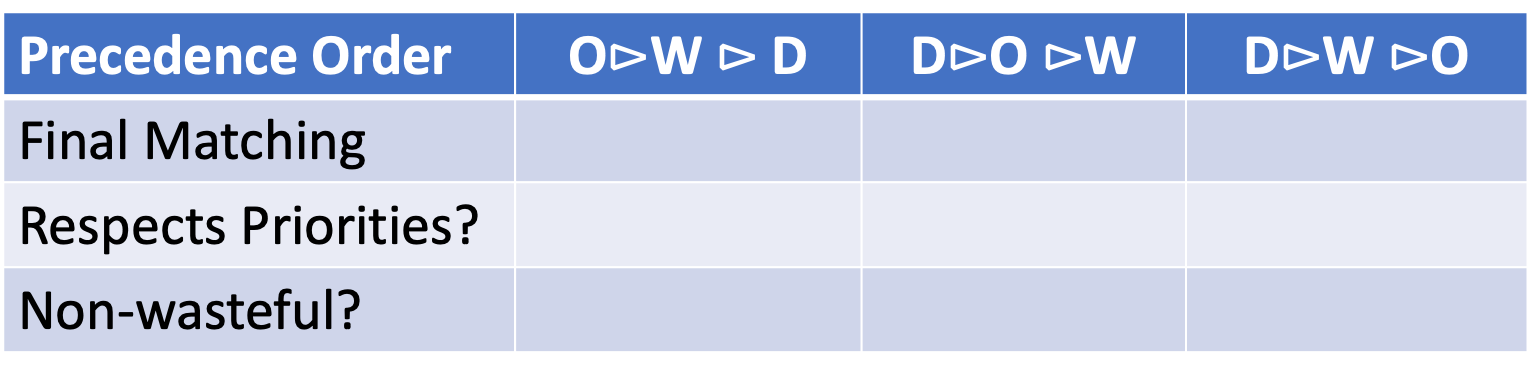 Precedence Order O▻W ▻ D D▻O ▻W D▻W ▻O
Final Matching
Respects Priorities?
Non-wasteful?